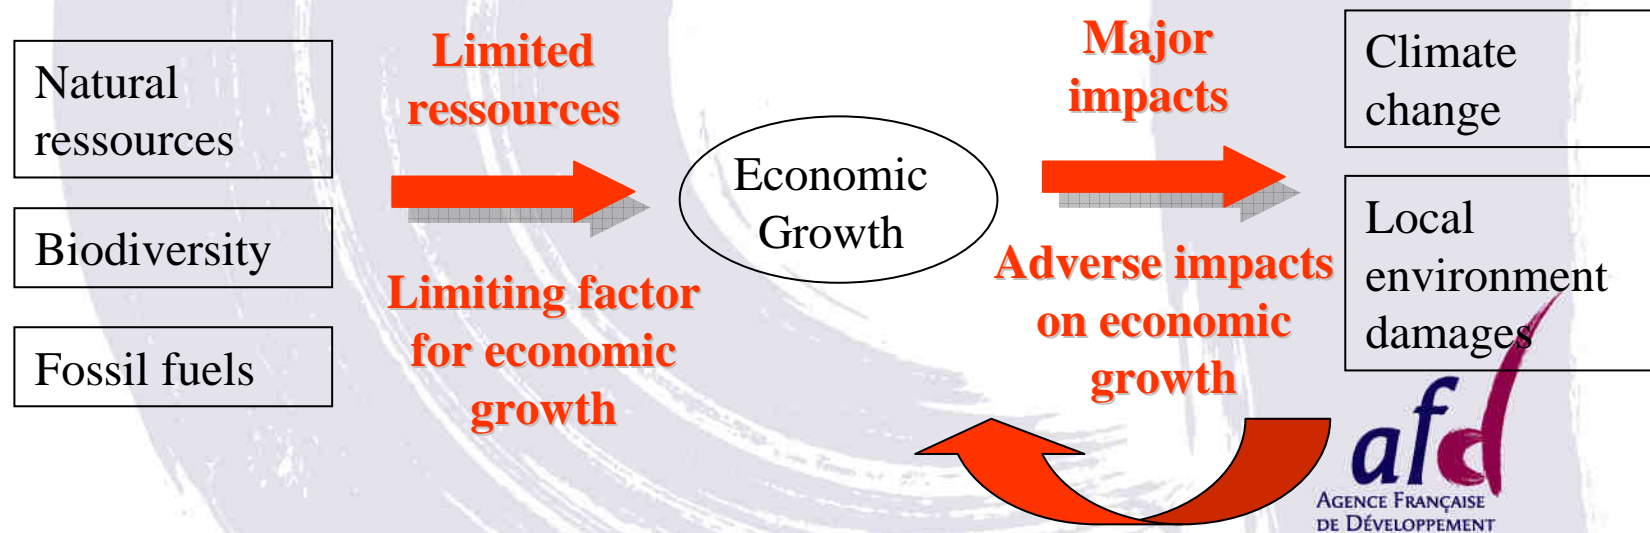 Natural
ressources
Biodiversity
Fossil fuels
Limited
ressources
Limiting factor
for economic
growth
Economic
Growth
Major
impacts
Adverse impacts
on economic
growth
Climate
change
Local
environment
damages
afd
AGENCE FRANÇAISE
DE DÉVELOPPEMENT